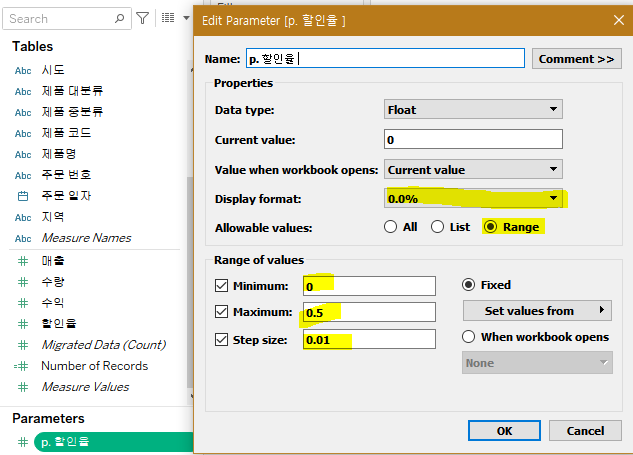 Search
Tables
Abc 시도
Abc 제품 대분류
Abc 제품 중분류
Abc 제품 코드
Abc 제품명
Abc 주문 번호
주문 일자
Abc 지역
Abc Measure Names
매출
수량
수익
할인율
Migrated Data (Count)
Number of Records
Measure Values
Parameters
p. 할인율
Edit Parameter [p. 할인율 ]
Name: p. 할인율
Comment >>
Properties
Data type: Float
Current value: 0
Value when workbook opens: Current value
Display format: 0.0%
Allowable values: All List Range
Range of values
Minimum: 0 Fixed
Maximum: 0.5 Set values from
Step size: 0.01 When workbook opens
None
OK Cancel